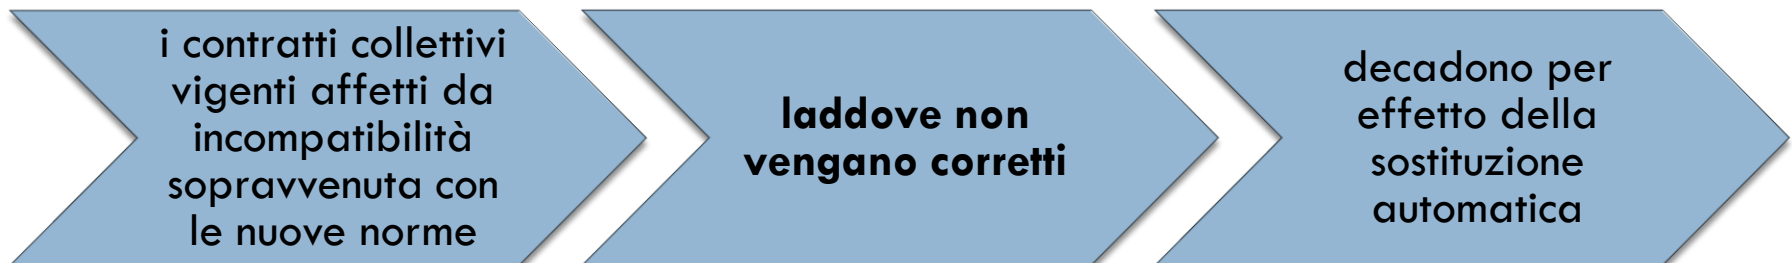 i contratti collettivi
vigenti affetti da
incompatibilità
sopravvenuta con
le nuove norme
laddove non
vengano corretti
decadono per
effetto della
sostituzione
automatica